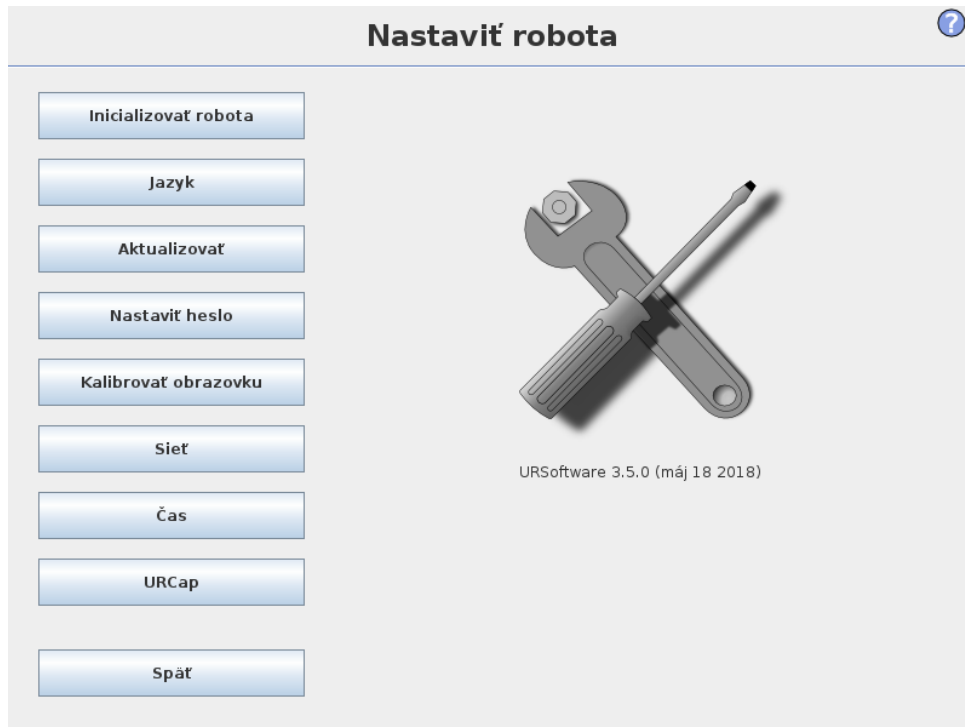 Nastaviť robota
?
Inicializovať robota
Jazyk
Aktualizovať
Nastaviť heslo
Kalibrovať obrazovku
Sieť
URSoftware 3.5.0 (máj 18 2018)
Čas
URCap
Späť